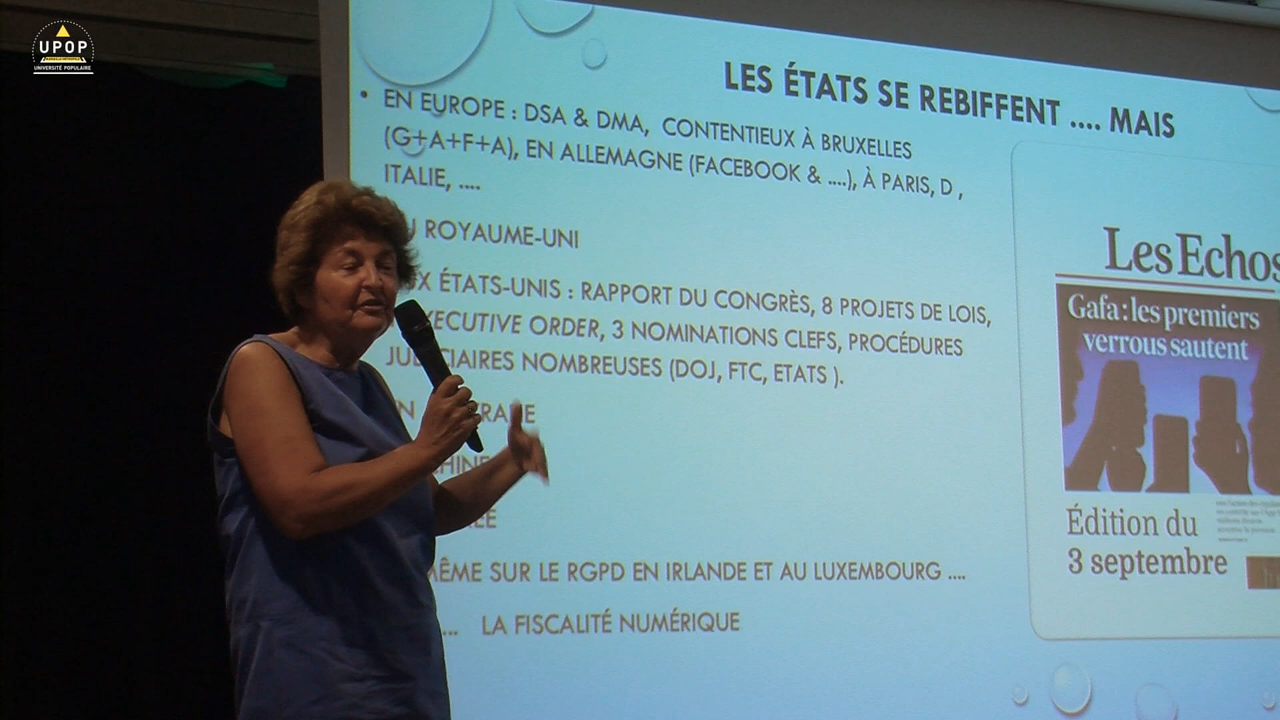 UPOP
UNIVERSITÉ POPULAIRE
LES ÉTATS SE REBIFFENT .... MAIS
• EN EUROPE : DSA & DMA, CONTENTIEUX À BRUXELLES
(G+A+F+A), EN ALLEMAGNE (FACEBOOK & ....), À PARIS, D ,
ITALIE, ....
ROYAUME-UNI
ÉTATS-UNIS : RAPPORT DU CONGRÈS, 8 PROJETS DE LOIS,
EXECUTIVE ORDER, 3 NOMINATIONS CLEFS, PROCÉDURES
JUDICIAIRES NOMBREUSES (DOJ, FTC, ETATS ).
MÊME SUR LE RGPD EN IRLANDE ET AU LUXEMBOURG ....
... LA FISCALITÉ NUMÉRIQUE
Les Echos
Gafa : les premiers
verrous sautent
Édition du
3 septembre